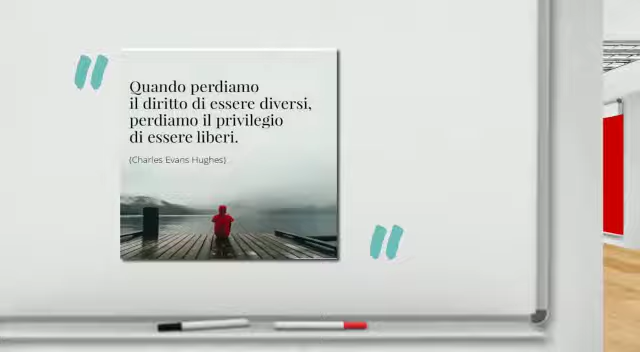 "
Quando perdiamo
il diritto di essere diversi,
perdiamo il privilegio
di essere liberi.
(Charles Evans Hughes)
"